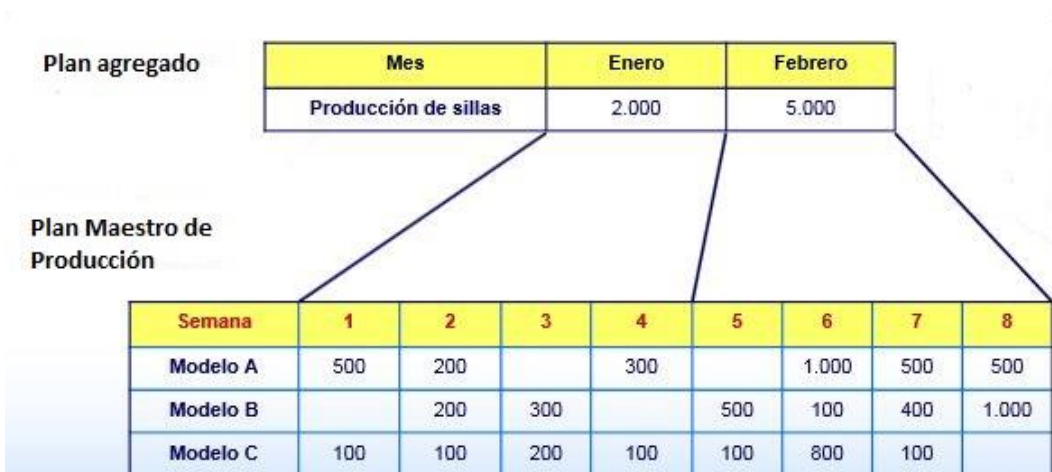 Plan agregado
Mes Enero Febrero
Producción de sillas 2.000 5.000
Plan Maestro de
Producción
Semana 1 2 3 4 5 6 7 8
Modelo A 500 200 300 1.000 500 500
Modelo B 200 300 500 100 400 1.000
Modelo C 100 100 200 100 100 800 100